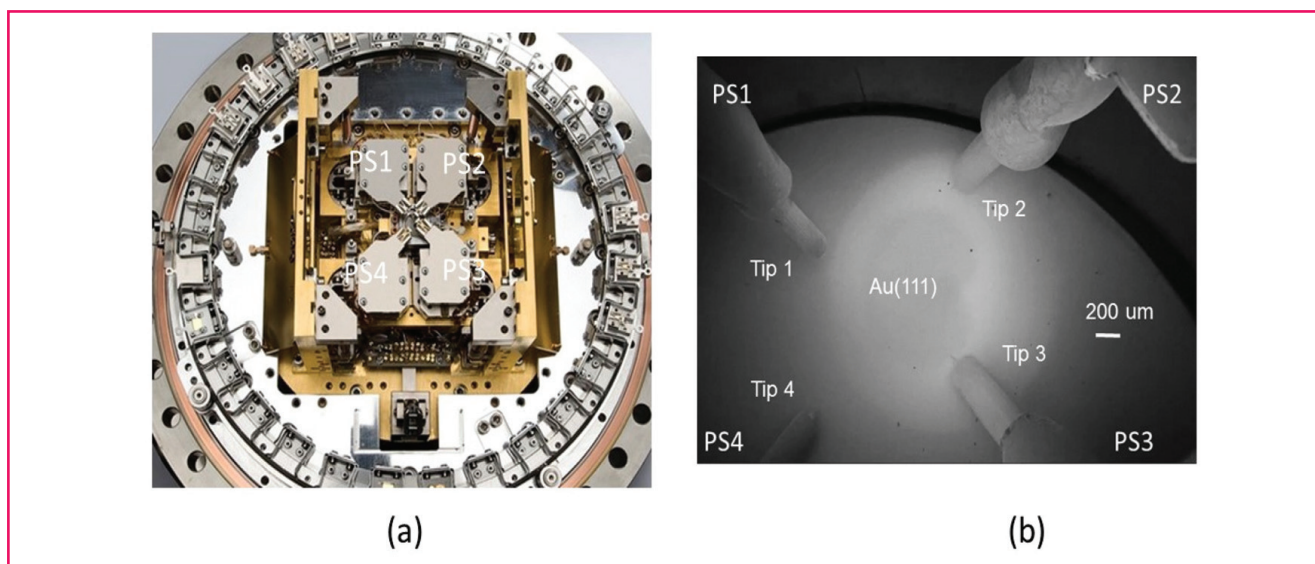 PS1
PS2
PS4
PS3
(a)
PS1
PS2
Tip 2
Tip 1
Au(111)
200 um
Tip 3
Tip 4
PS4
PS3
(b)